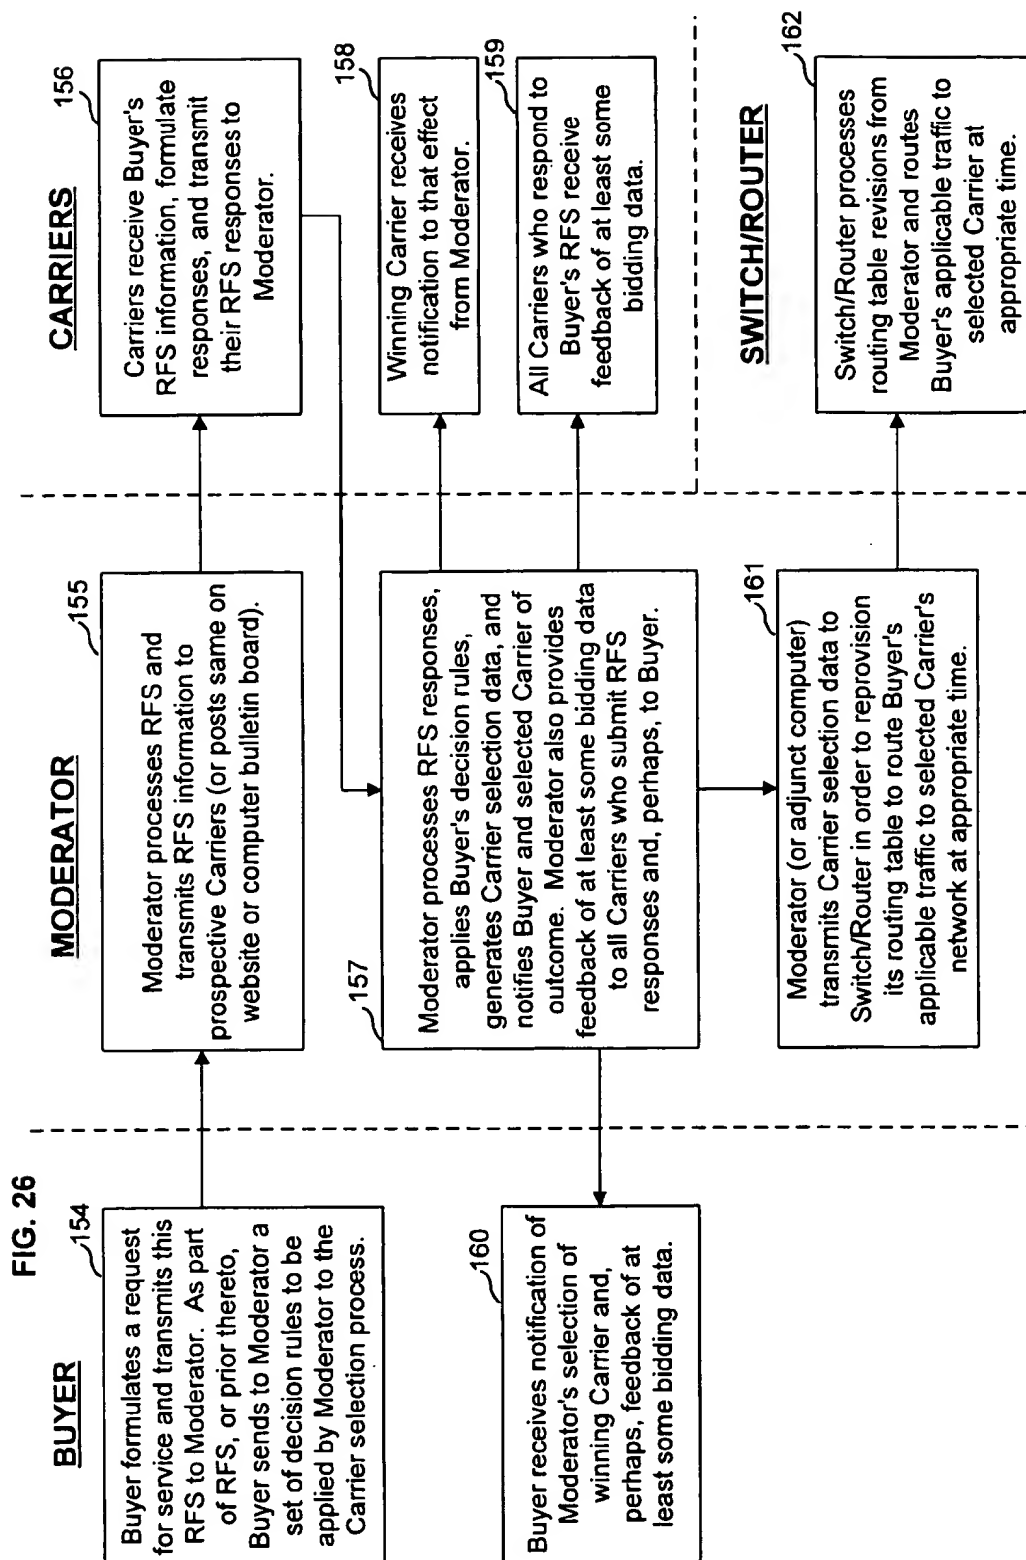 FIG. 26
BUYER
154
Buyer formulates a request
for service and transmits this
RFS to Moderator. As part
of RFS, or prior thereto,
Buyer sends to Moderator a
set of decision rules to be
applied by Moderator to the
Carrier selection process.
160
Buyer receives notification of
Moderator's selection of
winning Carrier and,
perhaps, feedback of at
least some bidding data.
MODERATOR
155
Moderator processes RFS and
transmits RFS information to
prospective Carriers (or posts same on
website or computer bulletin board).
157
Moderator processes RFS responses,
applies Buyer's decision rules,
generates Carrier selection data, and
notifies Buyer and selected Carrier of
outcome. Moderator also provides
feedback of at least some bidding data
to all Carriers who submit RFS
responses and, perhaps, to Buyer.
161
Moderator (or adjunct computer)
transmits Carrier selection data to
Switch/Router in order to reprovision
its routing table to route Buyer's
applicable traffic to selected Carrier's
network at appropriate time.
CARRIERS
156
Carriers receive Buyer's
RFS information, formulate
responses, and transmit
their RFS responses to
Moderator.
158
Winning Carrier receives
notification to that effect
from Moderator.
159
All Carriers who respond to
Buyer's RFS receive
feedback of at least some
bidding data.
SWITCH/ROUTER
162
Switch/Router processes
routing table revisions from
Moderator and routes
Buyer's applicable traffic to
selected Carrier at
appropriate time.